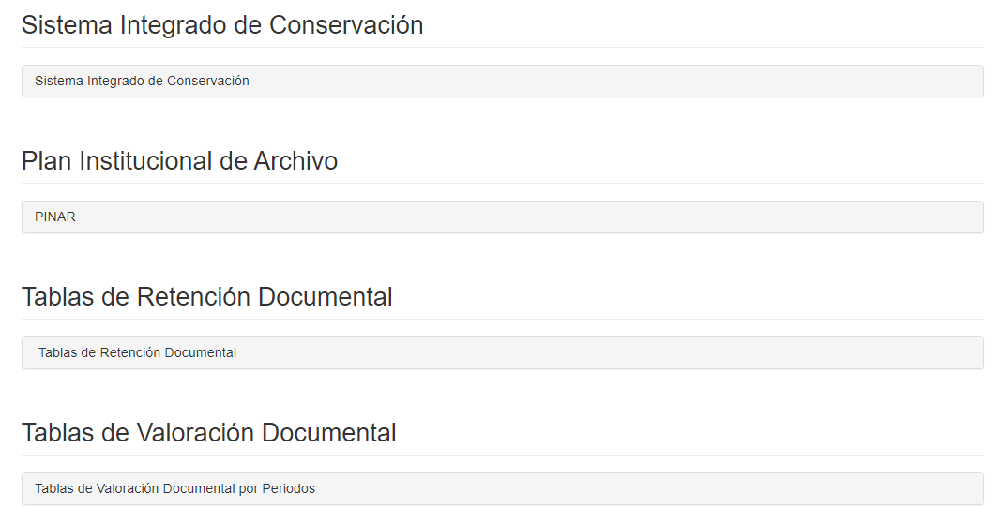 Sistema Integrado de Conservación
Sistema Integrado de Conservación
Plan Institucional de Archivo
PINAR
Tablas de Retención Documental
Tablas de Retención Documental
Tablas de Valoración Documental
Tablas de Valoración Documental por Periodos